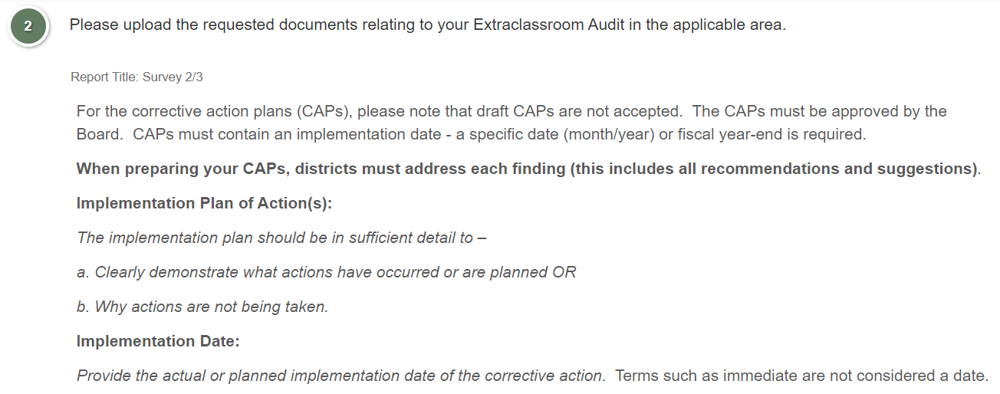 2
Please upload the requested documents relating to your Extraclassroom Audit in the applicable area.
Report Title: Survey 2/3
For the corrective action plans (CAPs), please note that draft CAPs are not accepted.  The CAPs must be approved by the
Board.  CAPs must contain an implementation date - a specific date (month/year) or fiscal year-end is required.
When preparing your CAPs, districts must address each finding (this includes all recommendations and suggestions).
Implementation Plan of Action(s):
The implementation plan should be in sufficient detail to –
a. Clearly demonstrate what actions have occurred or are planned OR
b. Why actions are not being taken.
Implementation Date:
Provide the actual or planned implementation date of the corrective action.  Terms such as immediate are not considered a date.